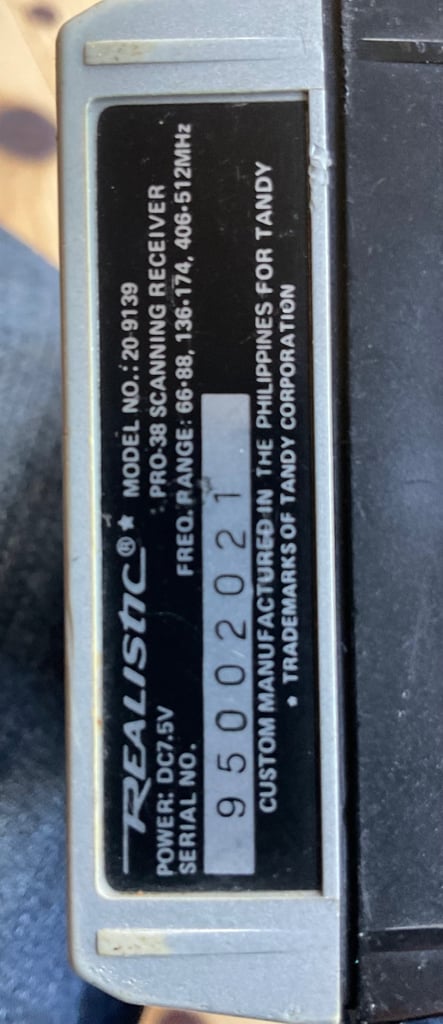 REALISTIC®★ MODEL NO.: 20-9139
POWER: DC7.5V PRO-38 SCANNING RECEIVER
SERIAL NO. FREQ. RANGE: 66-88, 136-174, 406-512MHz
95002021
CUSTOM MANUFACTURED IN THE PHILIPPINES FOR TANDY
★ TRADEMARKS OF TANDY CORPORATION